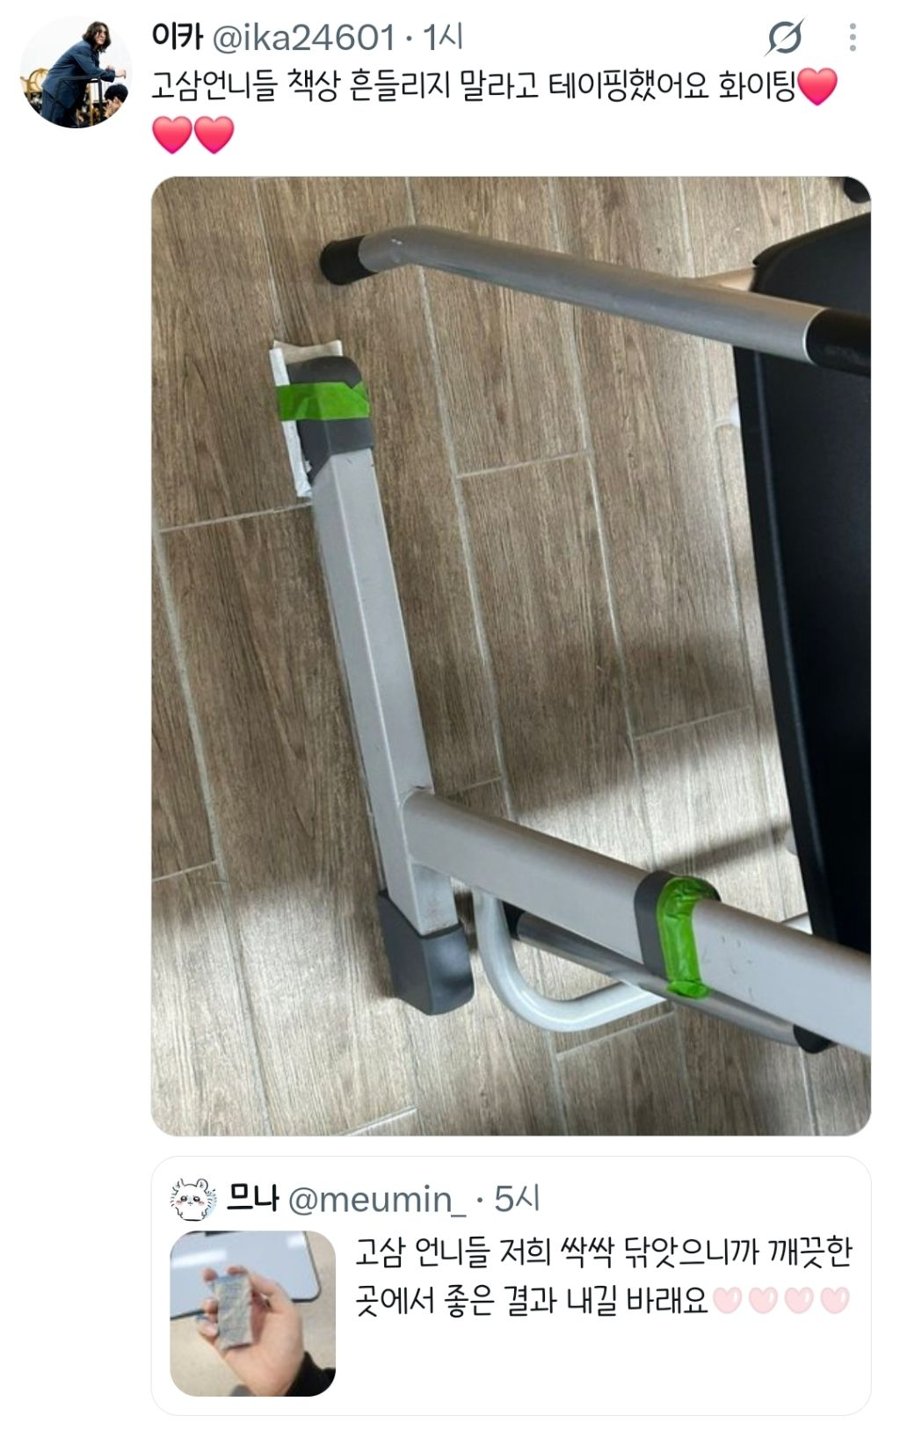 이카 @ika24601 · 1시
고삼언니들 책상 흔들리지 말라고 테이핑했어요 화이팅❤️
❤️❤️
므나 @meumin_ · 5시
고삼 언니들 저희 싹싹 닦앗으니까 깨끗한
곳에서 좋은 결과 내길 바래요🩷🩷🩷🩷